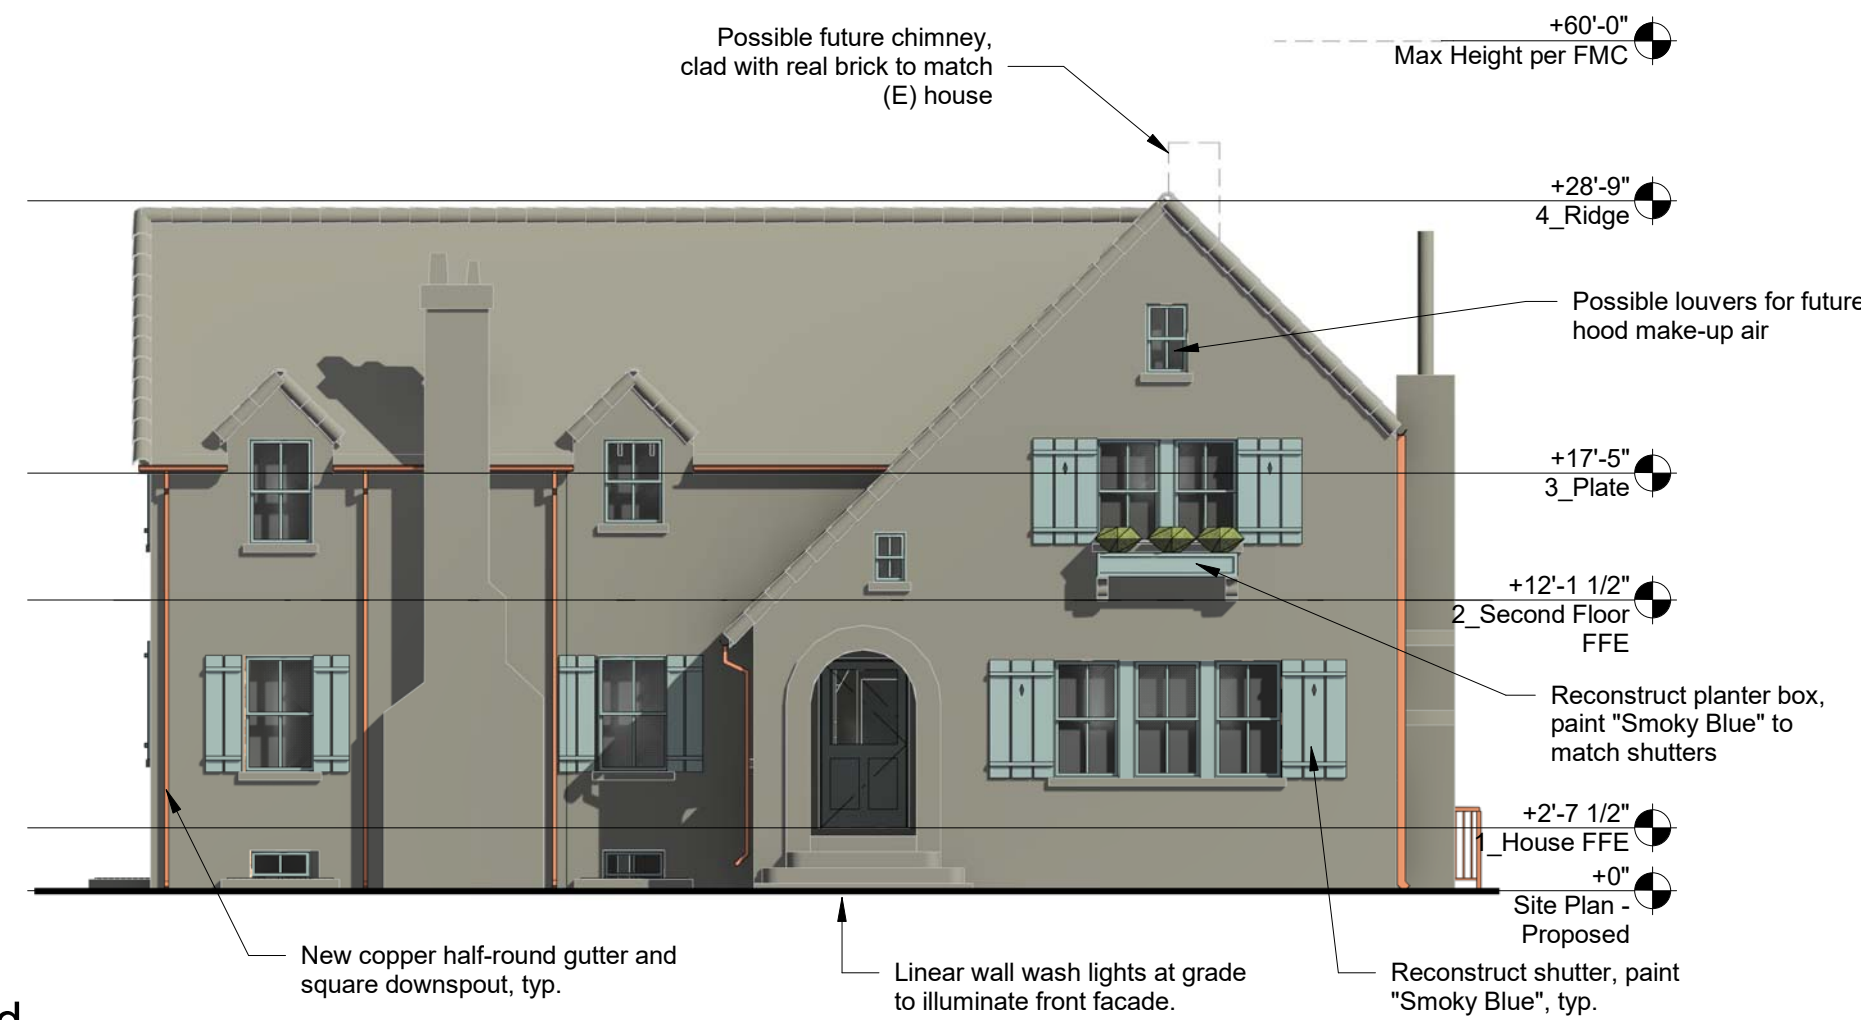 Possible future chimney,
clad with real brick to match
(E) house
+60'-0"
Max Height per FMC
+28'-9"
4_Ridge
Possible louvers for future
hood make-up air
+17'-5"
3_Plate
+12'-1 1/2"
2_Second Floor
FFE
Reconstruct planter box,
paint "Smoky Blue" to
match shutters
+2'-7 1/2"
1_House FFE
+0"
Site Plan -
Proposed
New copper half-round gutter and
square downspout, typ.
Linear wall wash lights at grade
to illuminate front facade.
Reconstruct shutter, paint
"Smoky Blue", typ.